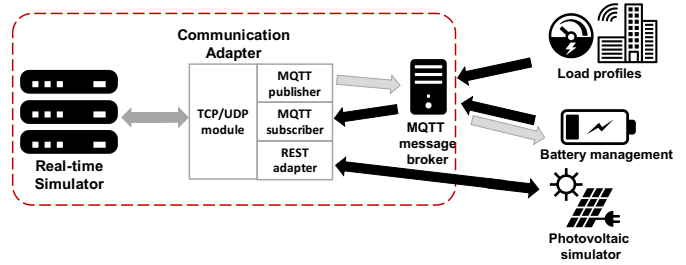 Communication
Adapter
MQTT
publisher
TCP/UDP
module
MQTT
subscriber
REST
adapter
Real-time
Simulator
MQTT
message
broker
Load profiles
Battery management
Photovoltaic
simulator